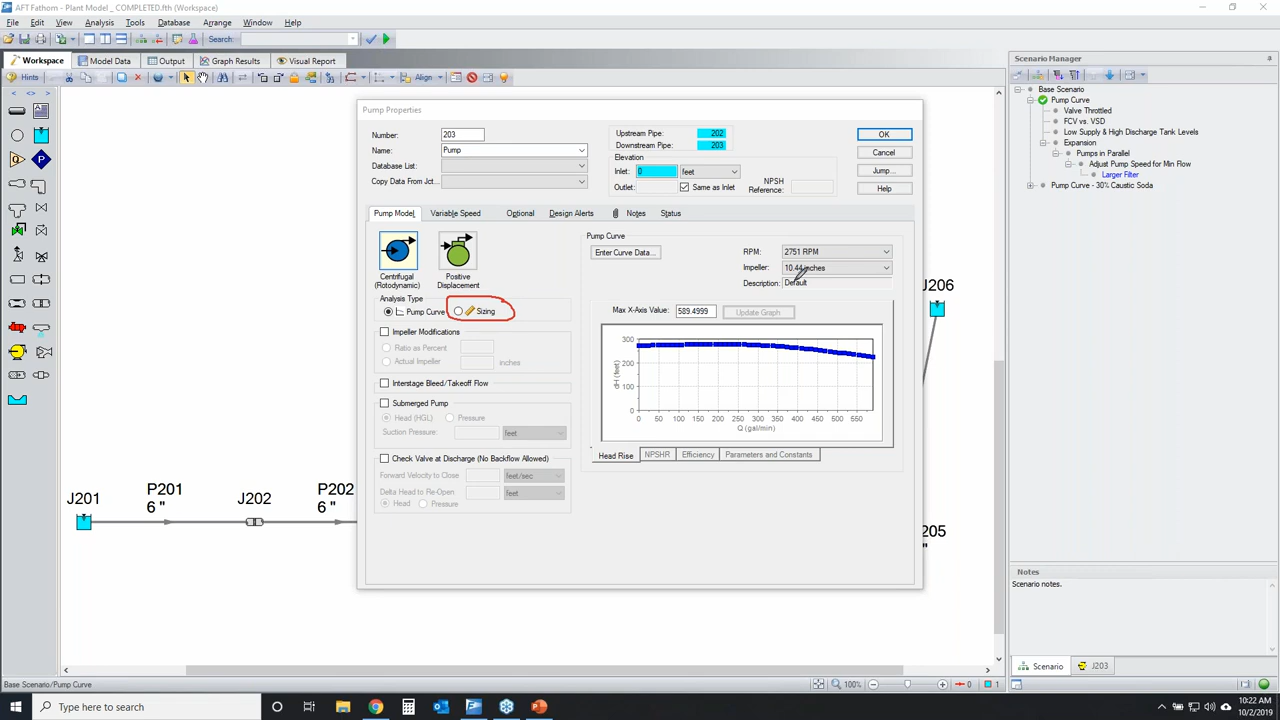 AFT Fathom - Plant Model _ COMPLETED.fth (Workspace)
File Edit View Analysis Tools Database Arrange Window Help
Search:
Workspace Model Data Output Graph Results Visual Report
Hints Align
Scenario Manager
Base Scenario
Pump Curve
Valve Throttled
FCV vs. VSD
Low Supply & High Discharge Tank Levels
Expansion
Pumps in Parallel
Adjust Pump Speed for Min Flow
Larger Filter
Pump Curve - 30% Caustic Soda
Pump Properties
Number: 203
Name: Pump
Database List:
Copy Data From Jct...
Upstream Pipe: 202
Downstream Pipe: 203
Elevation
Inlet: 0 feet
Outlet: Same as Inlet
NPSH Reference:
OK
Cancel
Jump...
Help
Pump Model Variable Speed Optional Design Alerts Notes Status
Centrifugal (Rotodynamic)
Positive Displacement
Analysis Type
Pump Curve Sizing
Impeller Modifications
Ratio as Percent
Actual Impeller inches
Interstage Bleed/Takeoff Flow
Submerged Pump
Head (HGL) Pressure
Suction Pressure: feet
Check Valve at Discharge (No Backflow Allowed)
Forward Velocity to Close feet/sec
Delta Head to Re-Open feet
Head Pressure
Pump Curve
Enter Curve Data...
RPM: 2751 RPM
Impeller: 10.44 inches
Description: Default
Max X-Axis Value: 589.4999 Update Graph
dH (feet)
300
200
100
0
0 50 100 150 200 250 300 350 400 450 500 550
Q (gal/min)
Head Rise NPSHR Efficiency Parameters and Constants
J201
P201
6 "
J202
P202
6 "
J206
205
"
Notes
Scenario notes.
Scenario J203
Base Scenario/Pump Curve
100% 0 1
Type here to search
10:22 AM
10/2/2019